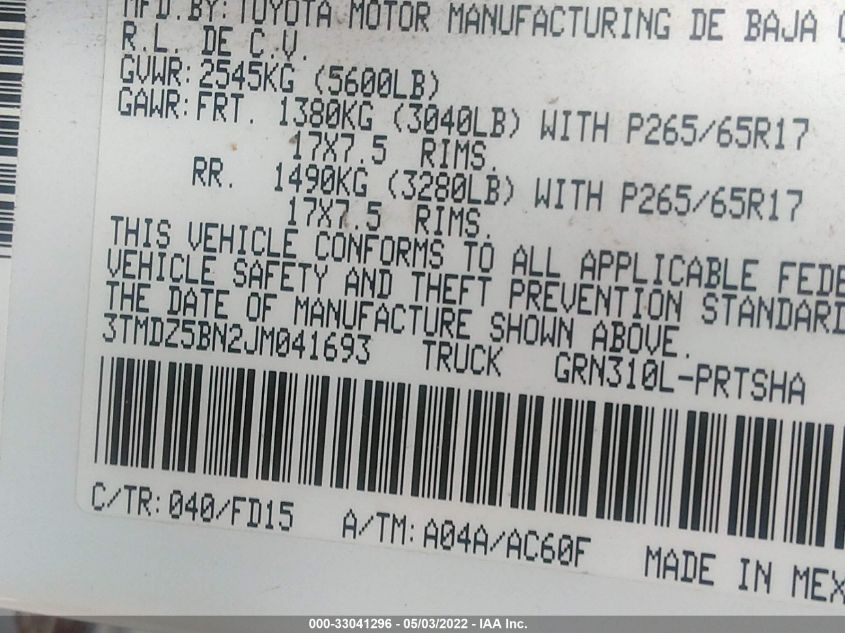 MFD.BY:TOYOTA MOTOR MANUFACTURING DE BAJA
R.L. DE C.V.
GVWR:2545KG (5600LB)
GAWR:FRT. 1380KG (3040LB) WITH P265/65R17
17X7.5 RIMS.
RR. 1490KG (3280LB) WITH P265/65R17
17X7.5 RIMS.
THIS VEHICLE CONFORMS TO ALL APPLICABLE FEDE
VEHICLE SAFETY AND THEFT PREVENTION STANDARD
THE DATE OF MANUFACTURE SHOWN ABOVE.
3TMDZ5BN2JM041693 TRUCK GRN310L-PRTSHA
C/TR:040/FD15 A/TM:A04A/AC60F MADE IN MEX
000-33041296 - 05/03/2022 - IAA Inc.